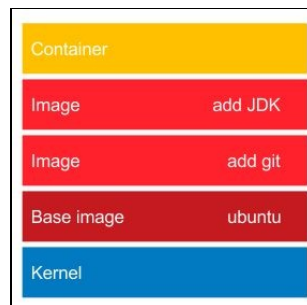 Container
Image add JDK
Image add git
Base image ubuntu
Kernel